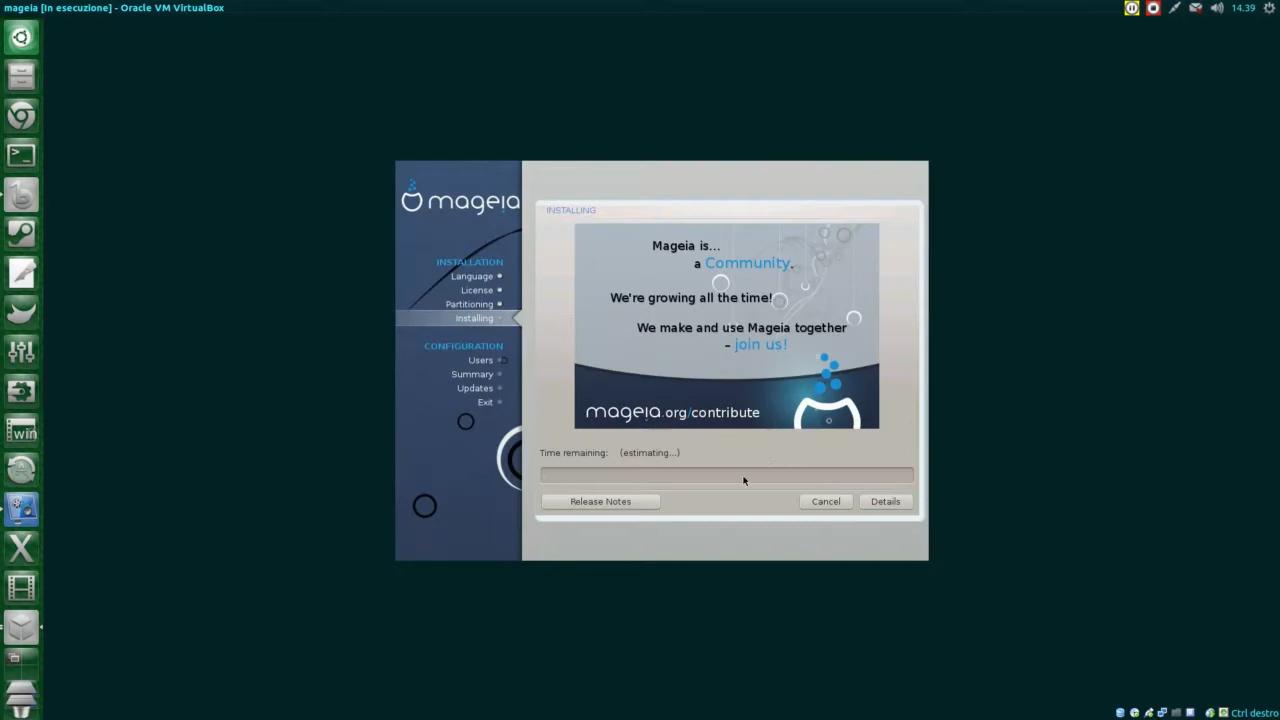 mageia [In esecuzione] - Oracle VM VirtualBox
14.39
mageia
INSTALLATION
Language
License
Partitioning
Installing
CONFIGURATION
Users
Summary
Updates
Exit
INSTALLING
Mageia is...
a Community.
We're growing all the time!
We make and use Mageia together
- join us!
mageia.org/contribute
Time remaining: (estimating...)
Release Notes
Cancel
Details
win
Ctrl destro